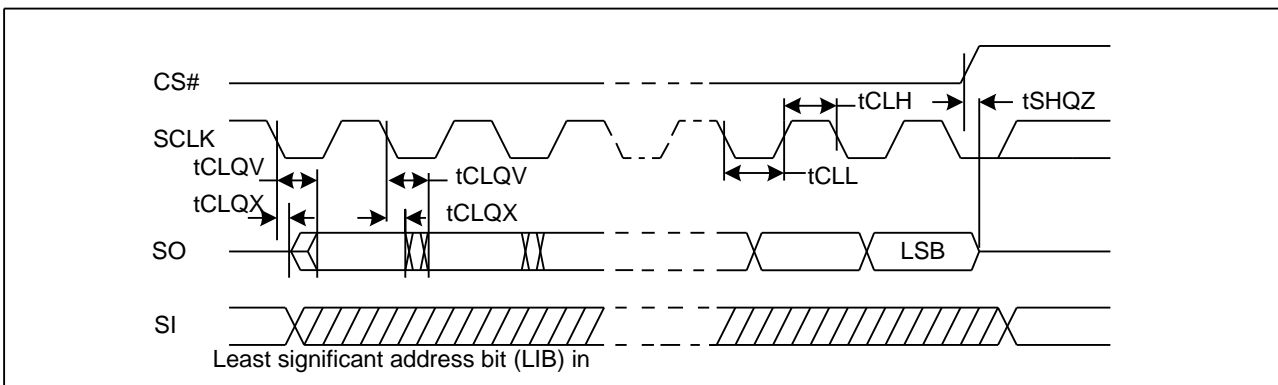 CS#
tCLH
tSHQZ
SCLK
tCLQV
tCLQV
tCLL
tCLQX
tCLQX
SO
LSB
SI
Least significant address bit (LIB) in